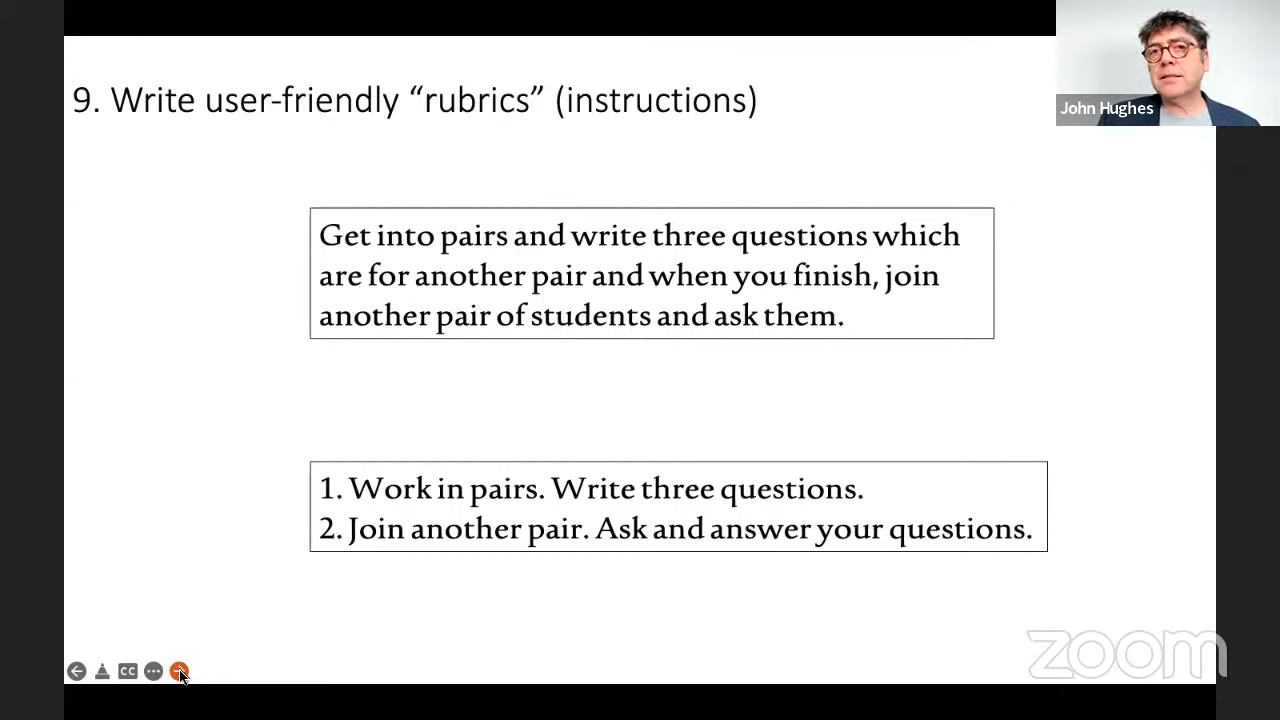 9. Write user-friendly “rubrics” (instructions)
John Hughes
Get into pairs and write three questions which
are for another pair and when you finish, join
another pair of students and ask them.
1. Work in pairs. Write three questions.
2. Join another pair. Ask and answer your questions.
CC
zoom